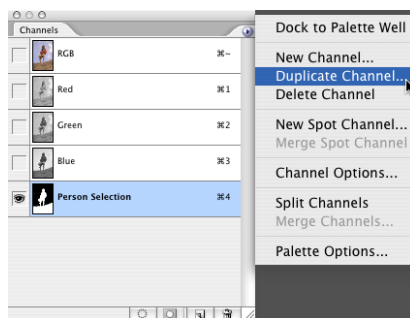 Channels
RGB ⌘~
Red ⌘1
Green ⌘2
Blue ⌘3
Person Selection ⌘4
Dock to Palette Well
New Channel...
Duplicate Channel...
Delete Channel
New Spot Channel...
Merge Spot Channel
Channel Options...
Split Channels
Merge Channels...
Palette Options...